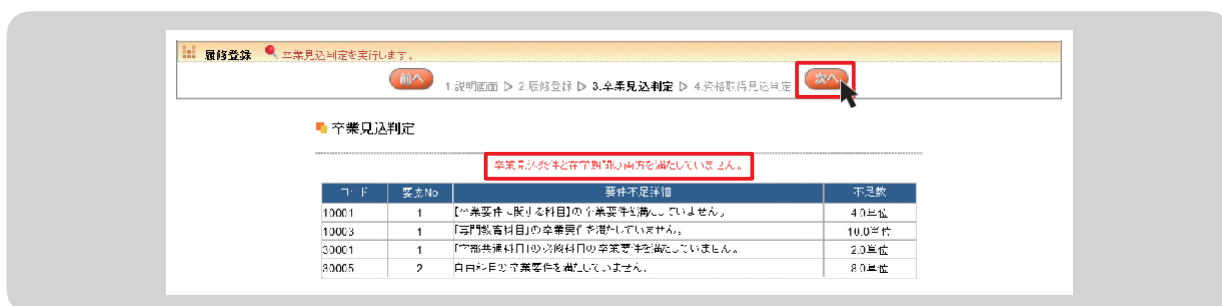 履修登録 卒業見込判定を実行します。
前へ 1.説明画面 ▷ 2.履修登録 ▷ 3.卒業見込判定 ▷ 4.資格取得見込判定 次へ
卒業見込判定
卒業見込条件と在学期間の両方を満たしていません。
コード 要素No 要件不足詳細 不足数
10001 1 【卒業要件に関する科目】の卒業要件を満たしていません。 4.0単位
10003 1 「専門教育科目」の卒業要件を満たしていません。 10.0単位
30001 1 「学部共通科目」の必修科目の卒業要件を満たしていません。 2.0単位
30005 2 自由科目の卒業要件を満たしていません。 8.0単位